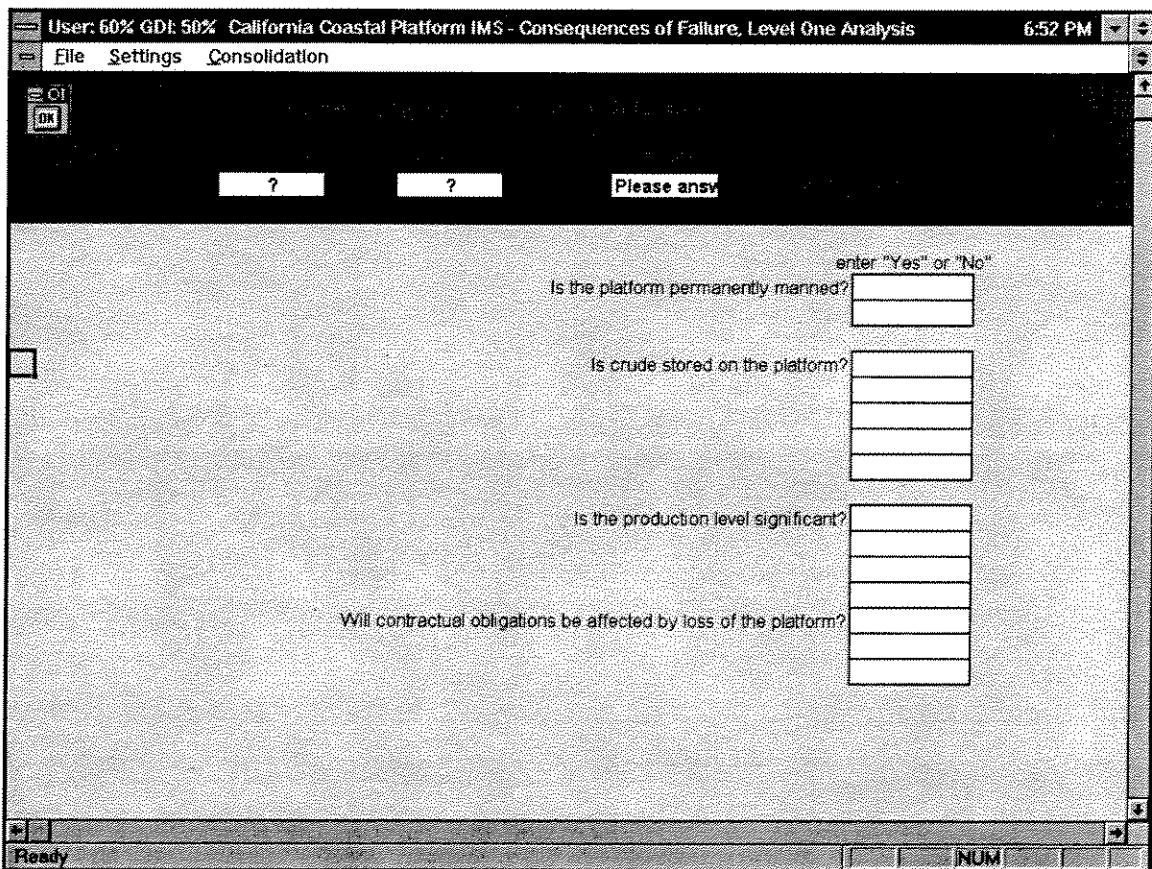 User: 60% GDI: 50% California Coastal Platform IMS - Consequences of Failure, Level One Analysis 6:52 PM
File Settings Consolidation
OK
? ? Please answ
enter "Yes" or "No"
Is the platform permanently manned?
Is crude stored on the platform?
Is the production level significant?
Will contractual obligations be affected by loss of the platform?
Ready NUM